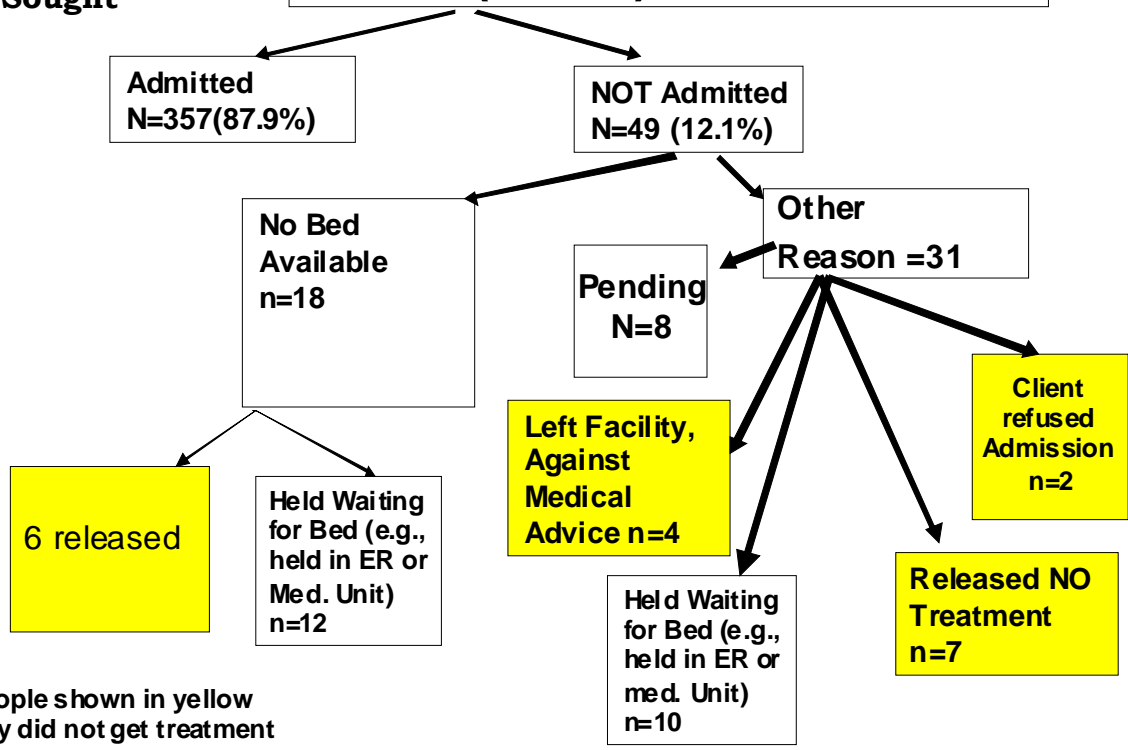 Sought
Admitted
N=357(87.9%)
NOT Admitted
N=49 (12.1%)
No Bed
Available
n=18
Other
Reason =31
Pending
N=8
Client
refused
Admission
n=2
Left Facility,
Against
Medical
Advice n=4
6 released
Held Waiting
for Bed (e.g.,
held in ER or
Med. Unit)
n=12
Held Waiting
for Bed (e.g.,
held in ER or
med. Unit)
n=10
Released NO
Treatment
n=7
ople shown in yellow
y did not get treatment